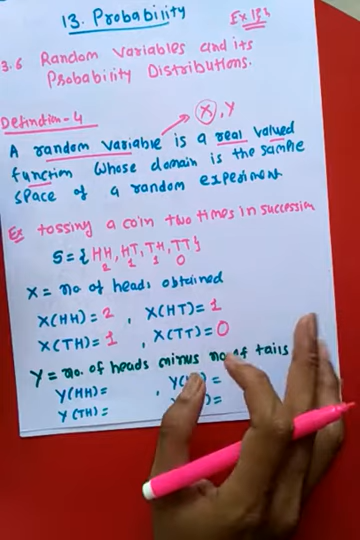 13. Probability
Ex 13.4
3.6 Random Variables and its
Probability Distributions.
Definition-4
X, Y
A random variable is a real valued
function whose domain is the sample
space of a random experiment
Ex tossing a coin two times in succession
S = { HH, HT, TH, TT }
2 1 1 0
X = no of heads obtained
X(HH) = 2 , X(HT) = 1
X(TH) = 1 , X(TT) = 0
Y = no. of heads minus no of tails
Y(HH) = , Y( =
Y(TH) = =